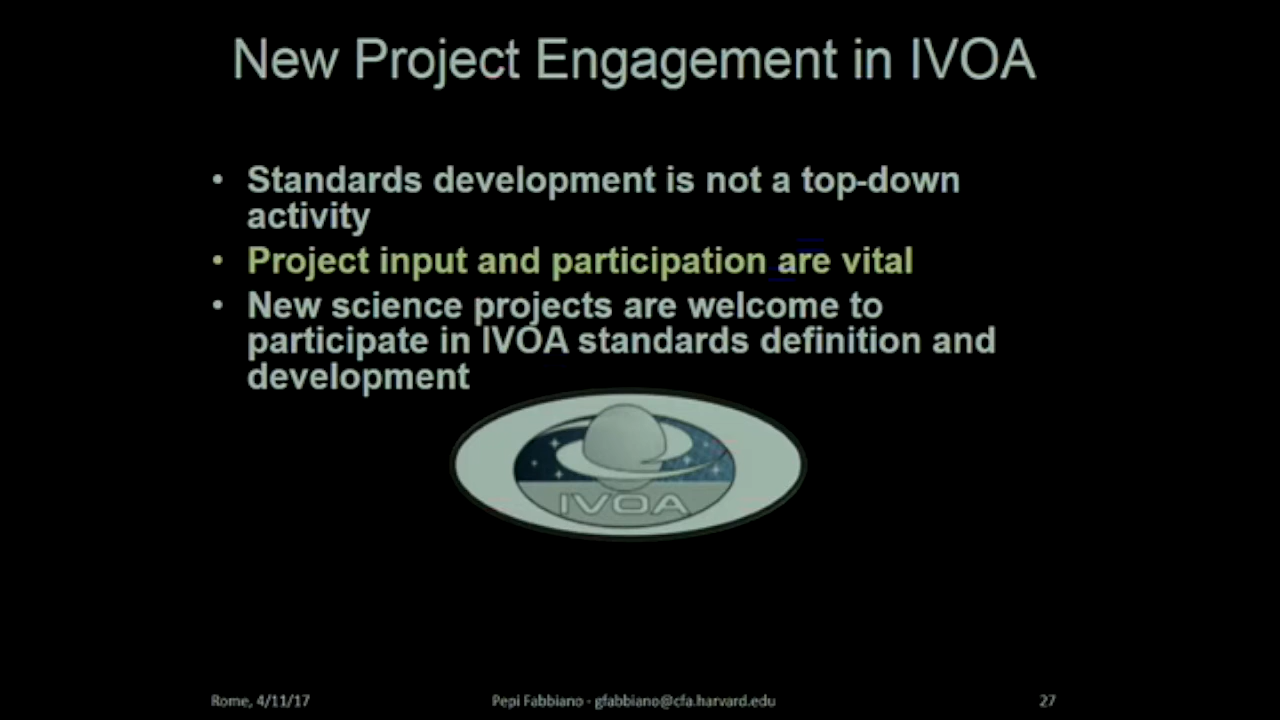 New Project Engagement in IVOA
• Standards development is not a top-down
activity
• Project input and participation are vital
• New science projects are welcome to
participate in IVOA standards definition and
development
IVOA
Rome, 4/11/17
Pepi Fabbiano - gfabbiano@cfa.harvard.edu
27